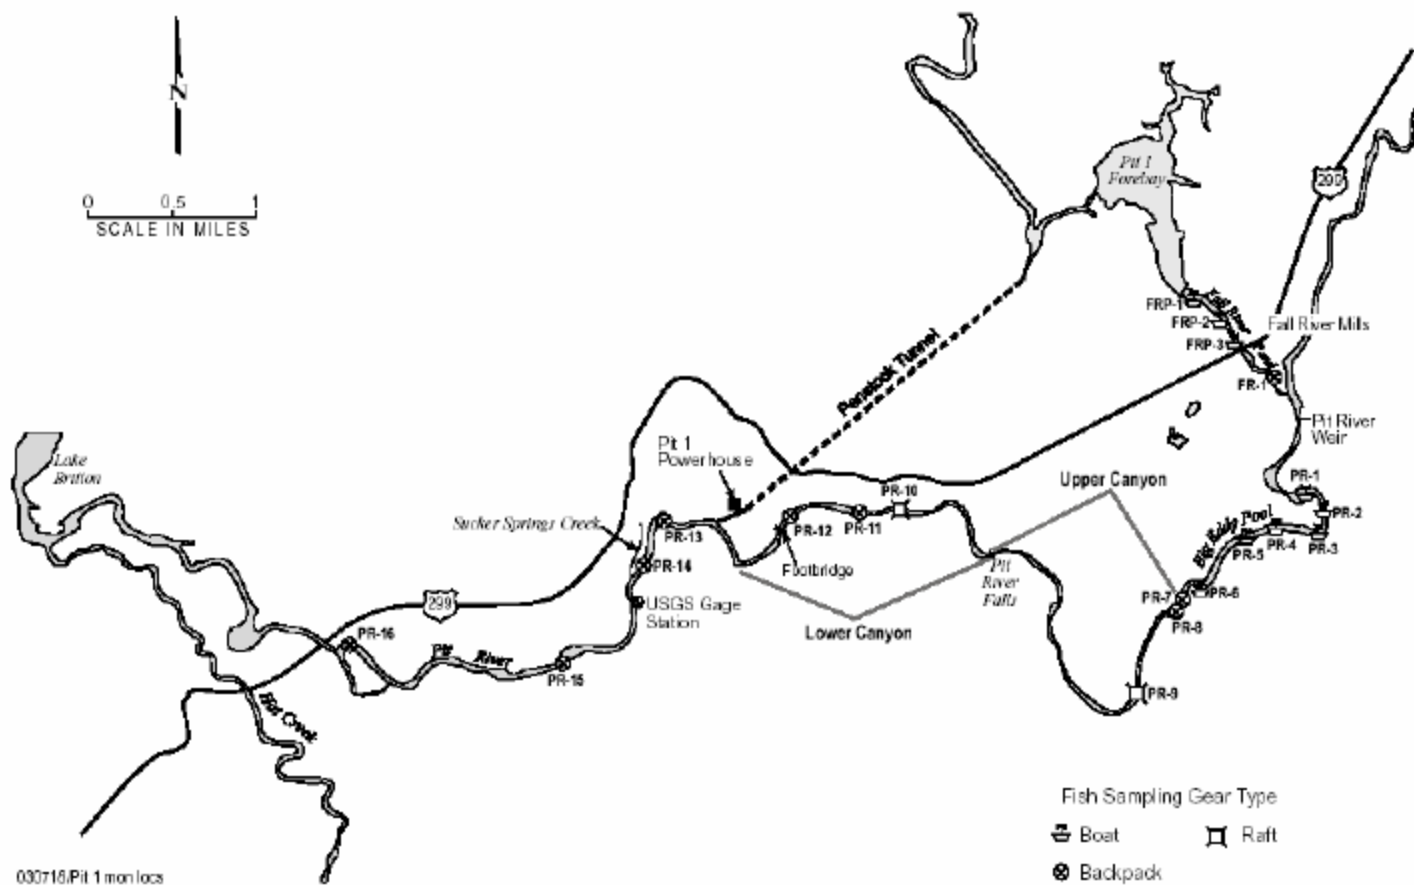 N
0 0.5 1
SCALE IN MILES
Pit 1
Forebay
299
FRP-1
FRP-2
Fall River Mills
FRP-3
FR-1
Penstock Tunnel
Pit River
Weir
Lake
Britton
Pit 1
Powerhouse
PR-10
Upper Canyon
PR-1
PR-2
Sucker Springs Creek
PR-13
PR-12
PR-11
Big Eddy Pool
PR-5
PR-4
PR-3
PR-14
Footbridge
Pit
River
Falls
PR-6
PR-7
PR-8
299
USGS Gage
Station
Lower Canyon
PR-16
Pit River
PR-15
PR-9
Hat Creek
Fish Sampling Gear Type
Boat
Raft
Backpack
030716/Pit 1 mon locs